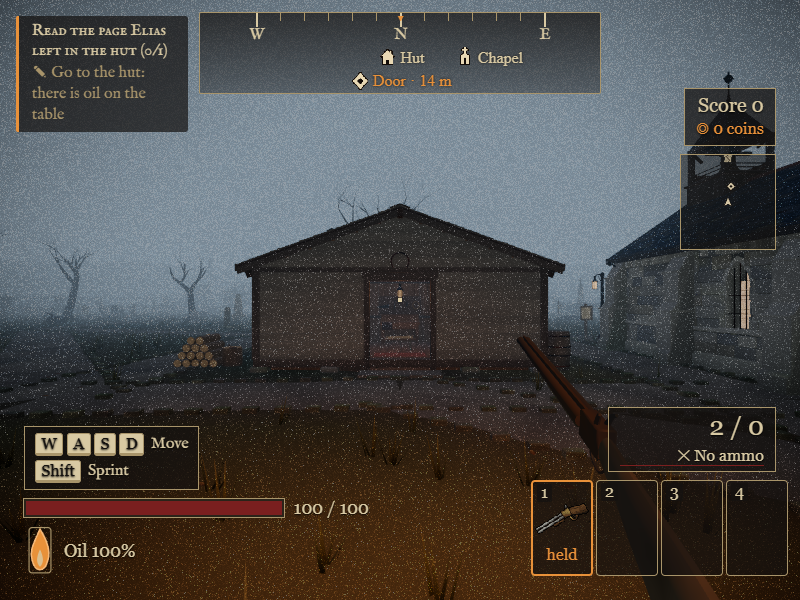 Read the page Elias
left in the hut (0/1)
Go to the hut:
there is oil on the
table
W N E
Hut Chapel
Door · 14 m
Score 0
0 coins
W A S D Move
Shift Sprint
100 / 100
Oil 100%
2 / 0
No ammo
1 2 3 4
held